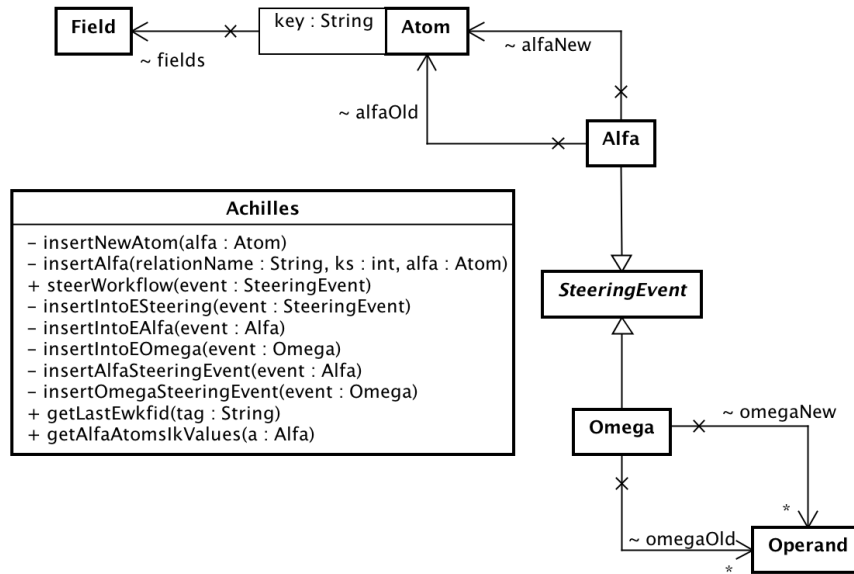 Field
key : String
Atom
~ fields
~ alfaNew
~ alfaOld
Alfa
Achilles
– insertNewAtom(alfa : Atom)
– insertAlfa(relationName : String, ks : int, alfa : Atom)
+ steerWorkflow(event : SteeringEvent)
– insertIntoESteering(event : SteeringEvent)
– insertIntoEAlfa(event : Alfa)
– insertIntoEOmega(event : Omega)
– insertAlfaSteeringEvent(event : Alfa)
– insertOmegaSteeringEvent(event : Omega)
+ getLastEwkfid(tag : String)
+ getAlfaAtomsIkValues(a : Alfa)
SteeringEvent
Omega
~ omegaNew
*
~ omegaOld
*
Operand